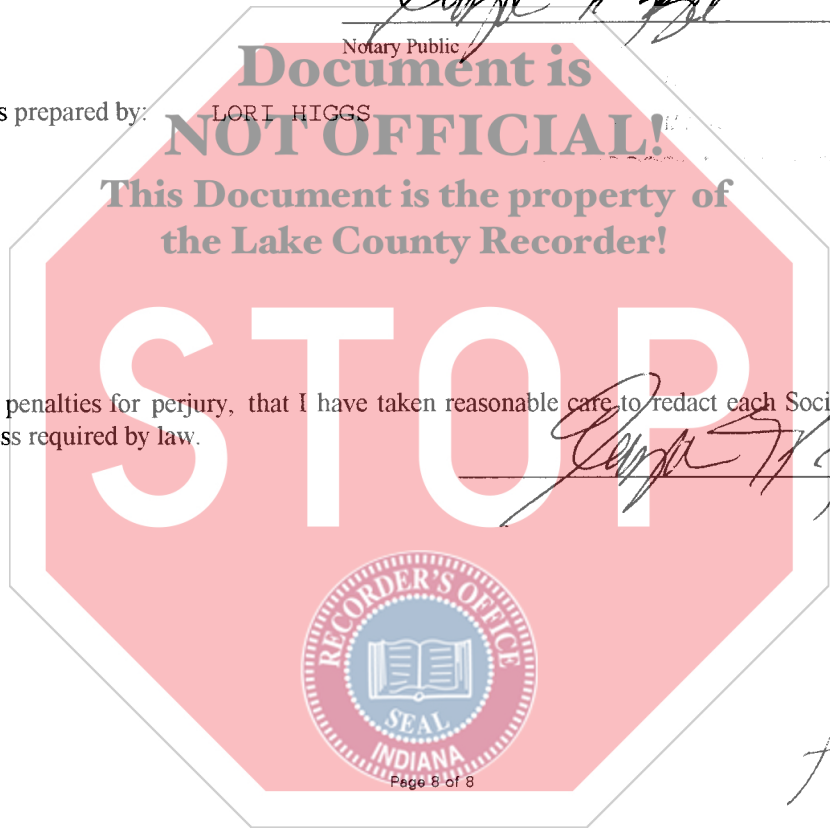 Notary Public
Document is
s prepared by: LORI HIGGS
NOT OFFICIAL!
This Document is the property of
the Lake County Recorder!
STOP
penalties for perjury, that I have taken reasonable care to redact each Soci
ss required by law.
RECORDER'S OFFICE
SEAL
INDIANA
Page 8 of 8